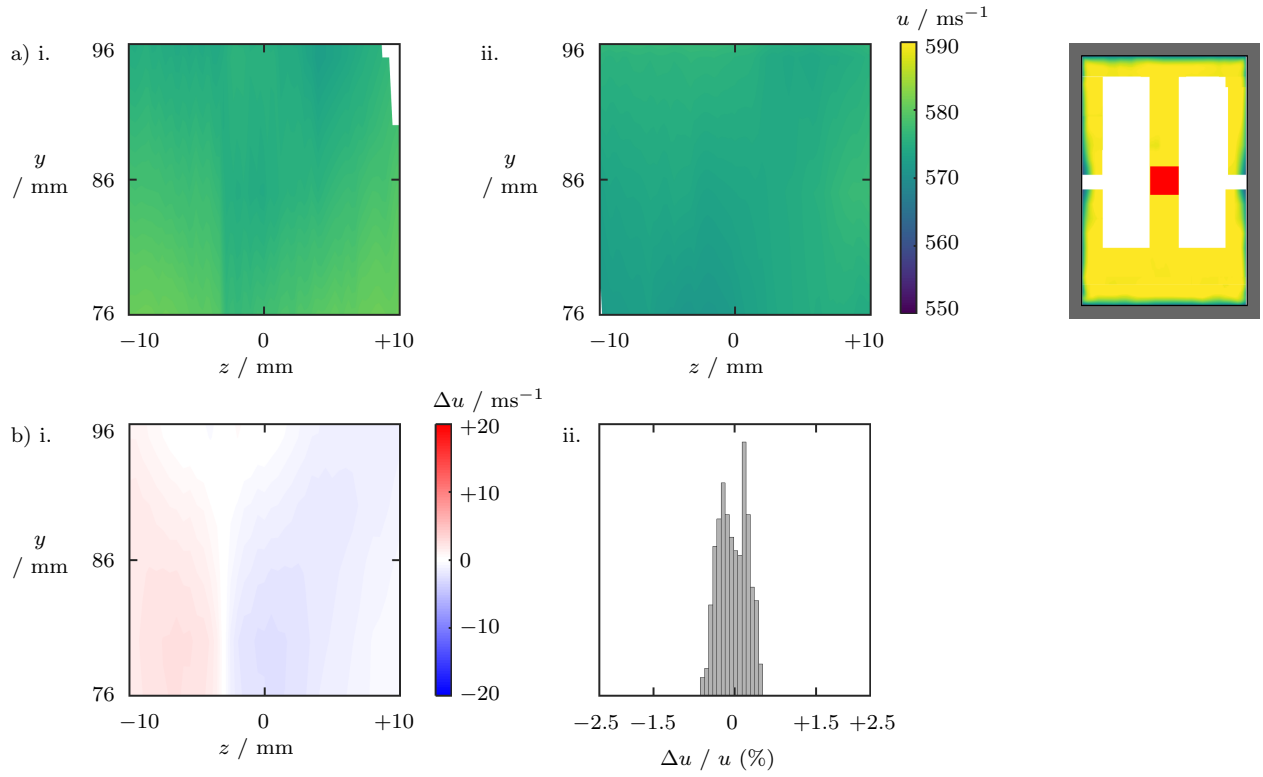 a) i.
96
y
/ mm
86
76
−10
0
+10
z / mm
ii.
96
y
/ mm
86
76
−10
0
+10
z / mm
u / ms⁻¹
590
580
570
560
550
b) i.
96
y
/ mm
86
76
−10
0
+10
z / mm
Δu / ms⁻¹
+20
+10
0
−10
−20
ii.
−2.5
−1.5
0
+1.5
+2.5
Δu / u (%)